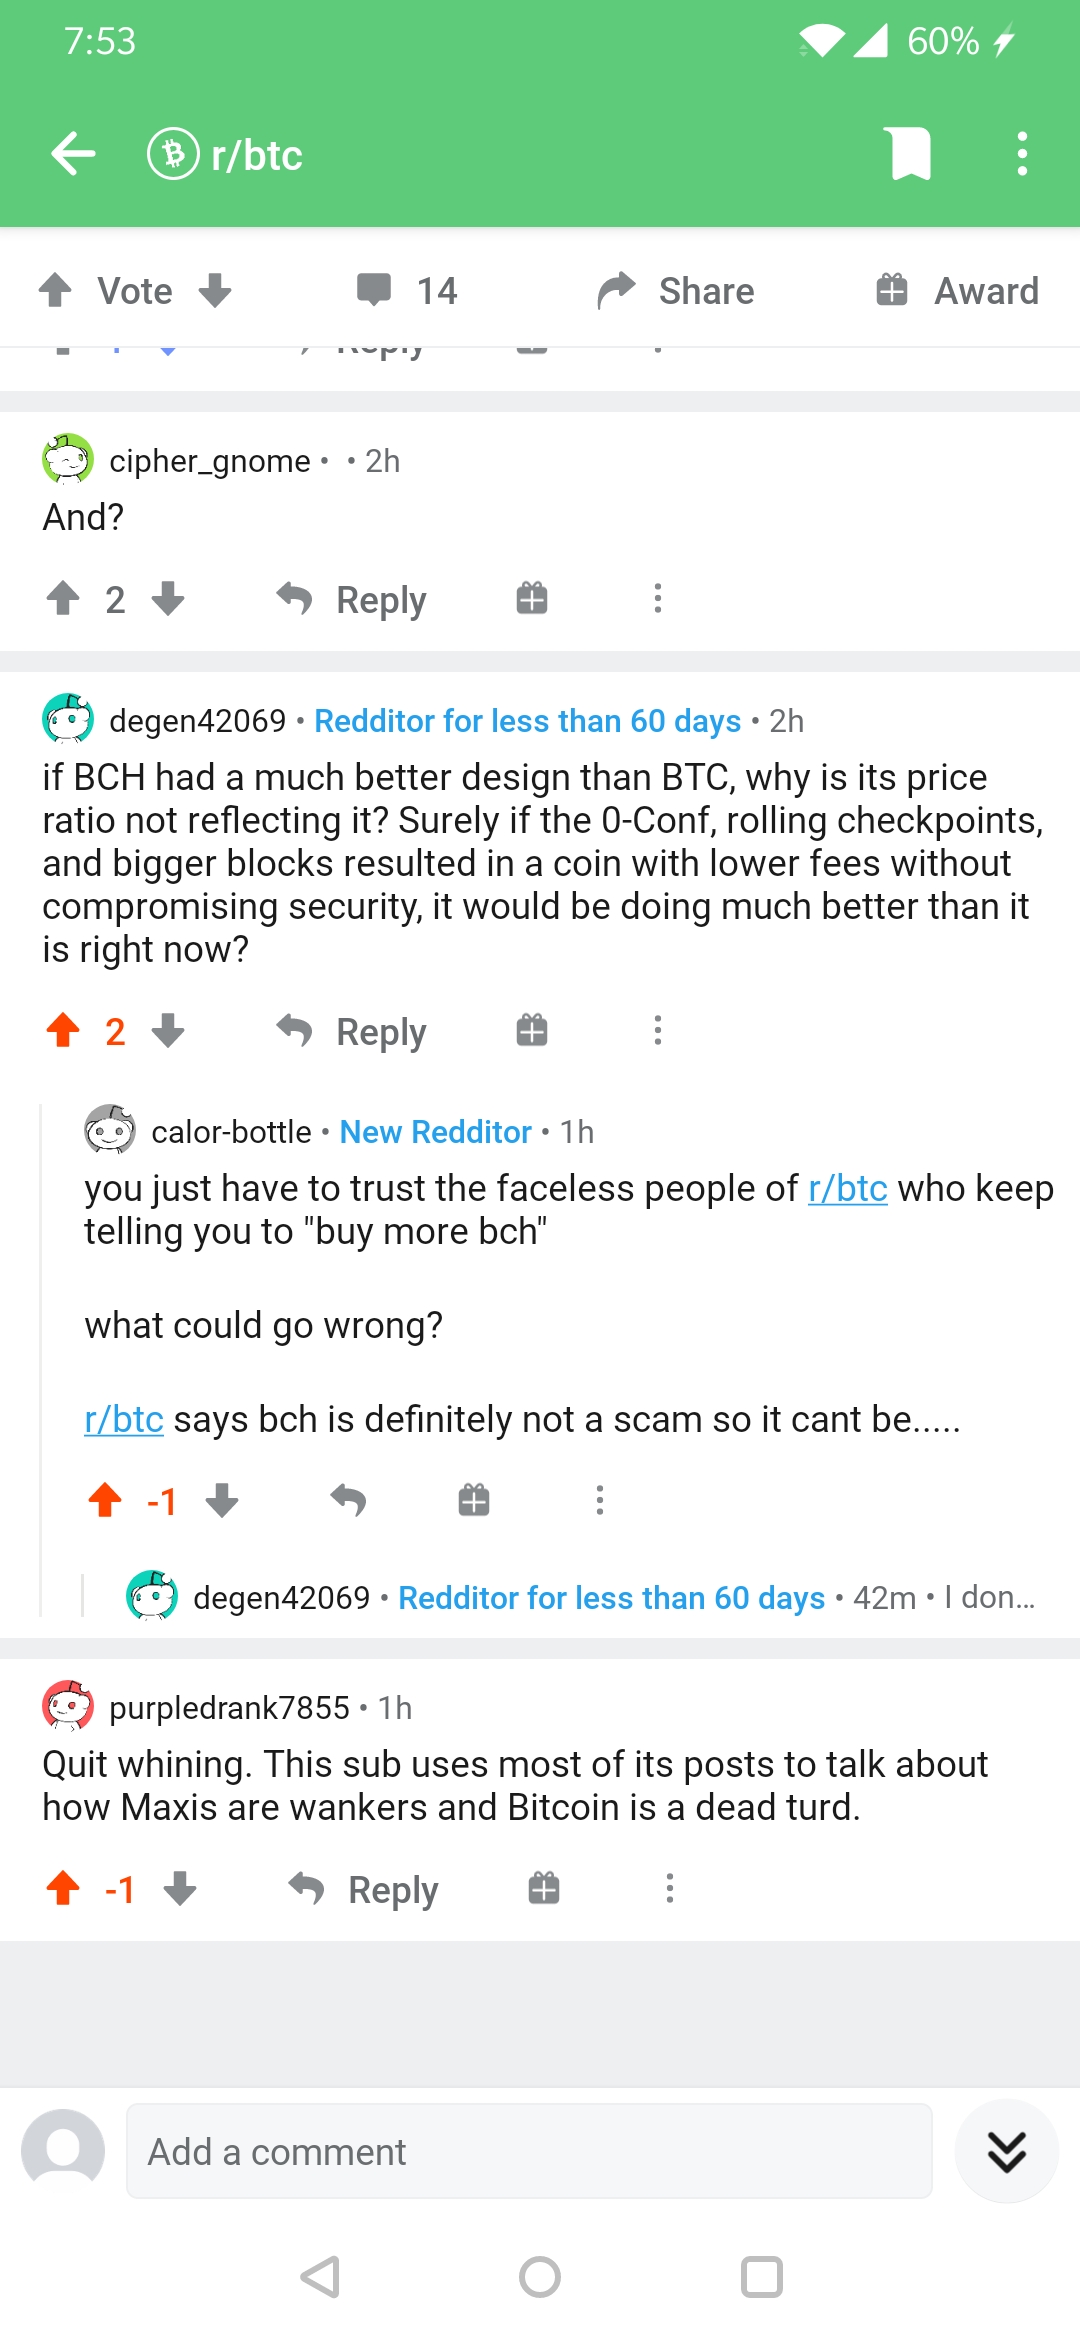 7:53
60%
r/btc
Vote
14
Share
Award
Reply
cipher_gnome • • 2h
And?
2
Reply
degen42069 • Redditor for less than 60 days • 2h
if BCH had a much better design than BTC, why is its price
ratio not reflecting it? Surely if the 0-Conf, rolling checkpoints,
and bigger blocks resulted in a coin with lower fees without
compromising security, it would be doing much better than it
is right now?
2
Reply
calor-bottle • New Redditor • 1h
you just have to trust the faceless people of r/btc who keep
telling you to "buy more bch"
what could go wrong?
r/btc says bch is definitely not a scam so it cant be.....
-1
degen42069 • Redditor for less than 60 days • 42m • I don...
purpledrank7855 • 1h
Quit whining. This sub uses most of its posts to talk about
how Maxis are wankers and Bitcoin is a dead turd.
-1
Reply
Add a comment